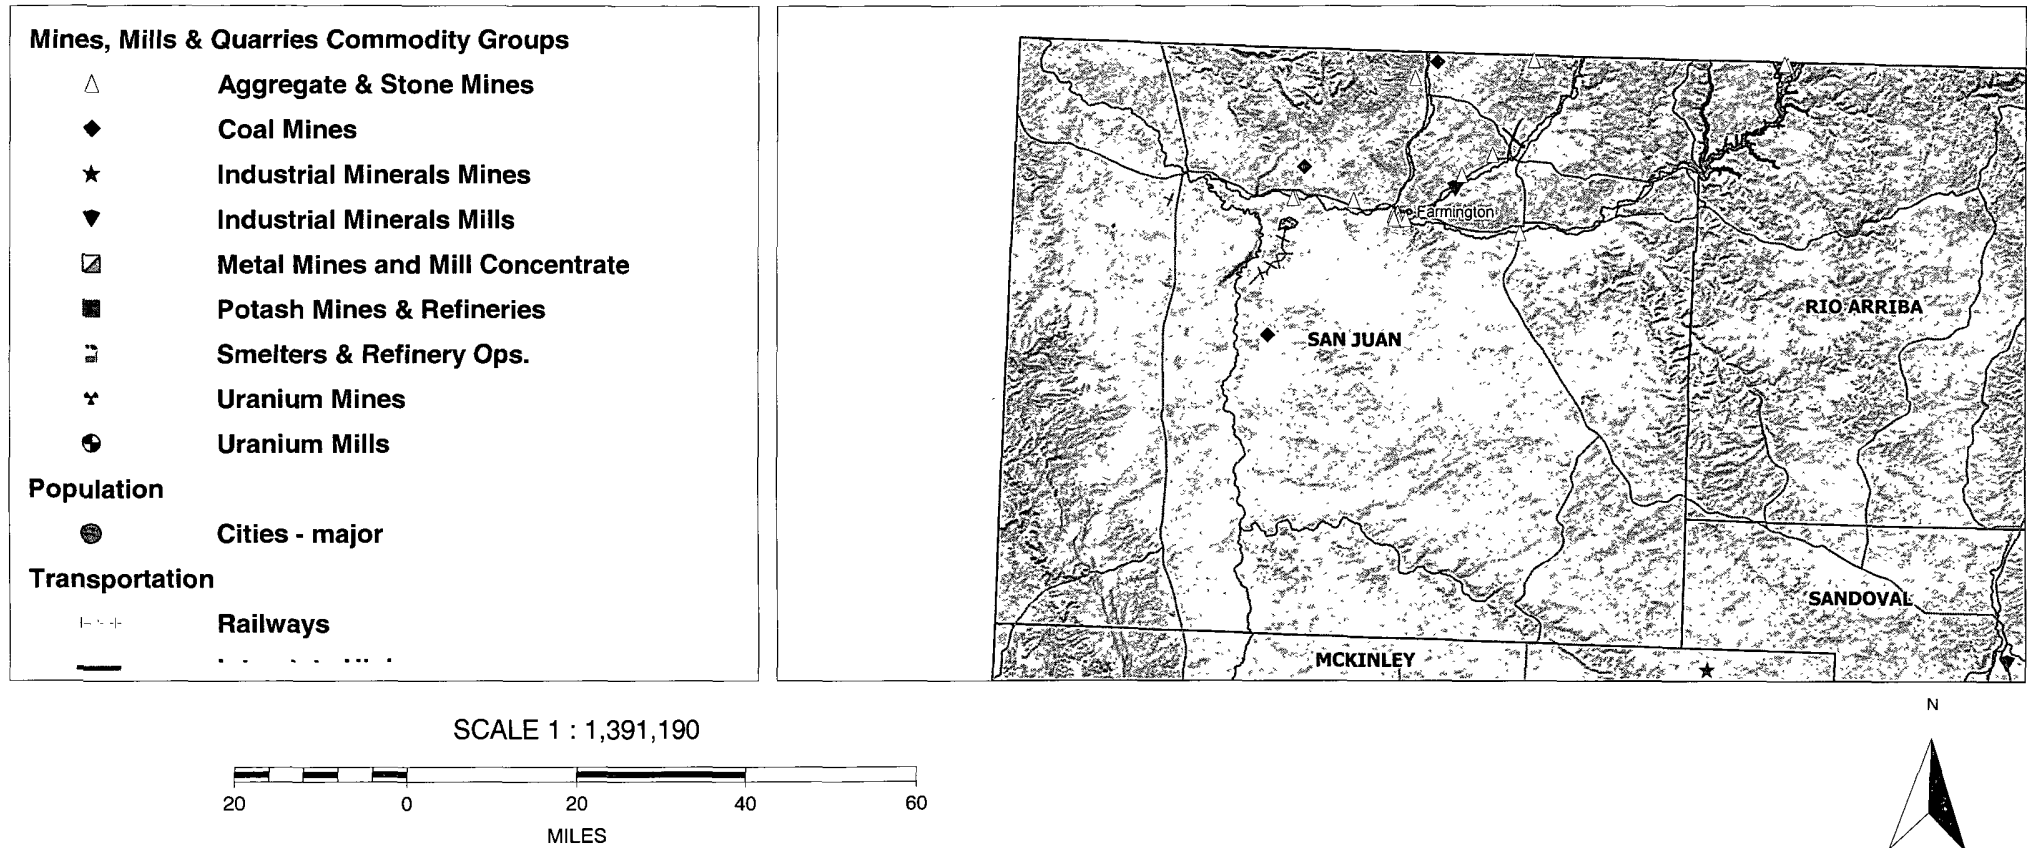 Mines, Mills & Quarries Commodity Groups
Aggregate & Stone Mines
Coal Mines
Industrial Minerals Mines
Industrial Minerals Mills
Metal Mines and Mill Concentrate
Potash Mines & Refineries
Smelters & Refinery Ops.
Uranium Mines
Uranium Mills
Population
Cities - major
Transportation
Railways
Farmington
RIO ARRIBA
SAN JUAN
SANDOVAL
MCKINLEY
SCALE 1 : 1,391,190
20 0 20 40 60
MILES
N